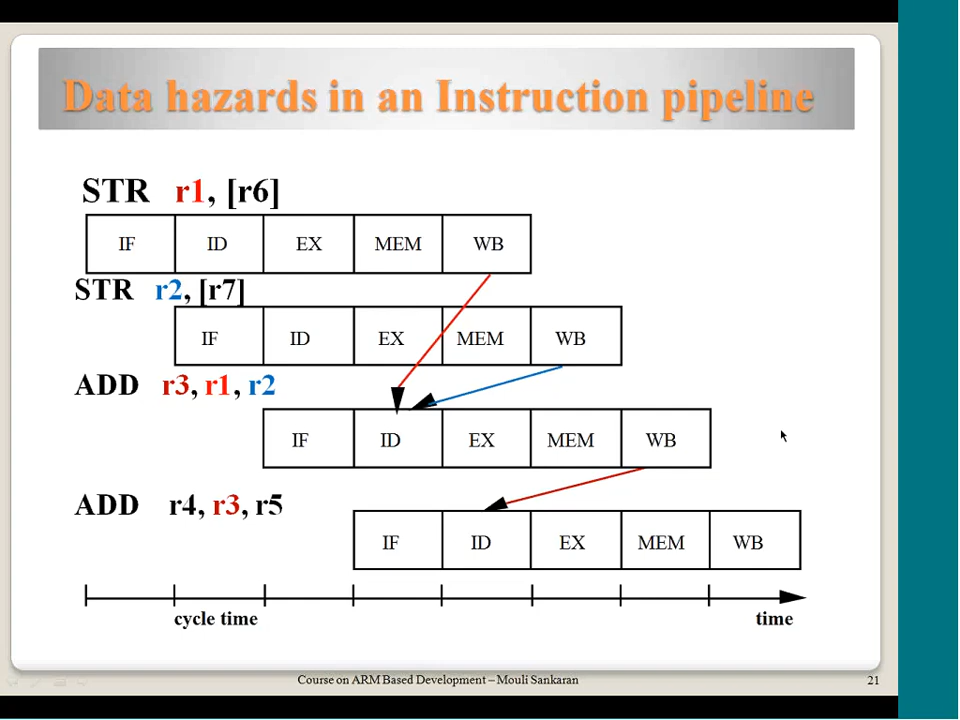 Data hazards in an Instruction pipeline
STR r1, [r6]
IF ID EX MEM WB
STR r2, [r7]
IF ID EX MEM WB
ADD r3, r1, r2
IF ID EX MEM WB
ADD r4, r3, r5
IF ID EX MEM WB
cycle time time
Course on ARM Based Development – Mouli Sankaran 21